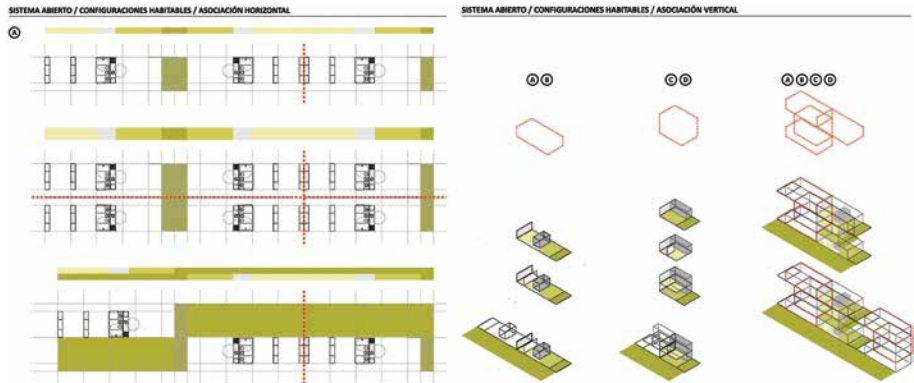 SISTEMA ABIERTO / CONFIGURACIONES HABITABLES / ASOCIACIÓN HORIZONTAL
A
SISTEMA ABIERTO / CONFIGURACIONES HABITABLES / ASOCIACIÓN VERTICAL
A B
C D
A B C D